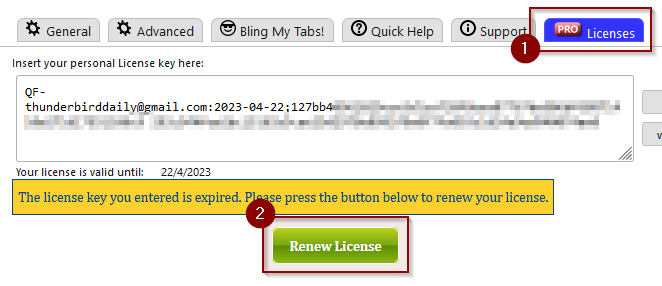 General Advanced Bling My Tabs! Quick Help Support PRO Licenses
1
Insert your personal License key here:
QF-
thunderbirddaily@gmail.com:2023-04-22;127bb4
Your license is valid until: 22/4/2023
The license key you entered is expired. Please press the button below to renew your license.
2
Renew License